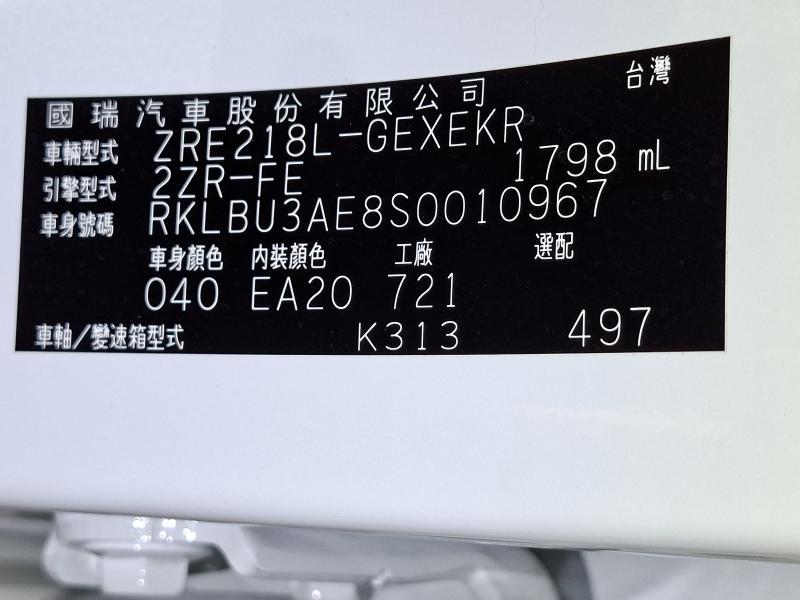 國瑞汽車股份有限公司 台灣
車輛型式 ZRE218L-GEXEKR
引擎型式 2ZR-FE 1798 mL
車身號碼 RKLBU3AE8S0010967
車身顏色 內裝顏色 工廠 選配
040 EA20 721
車軸/變速箱型式 K313 497